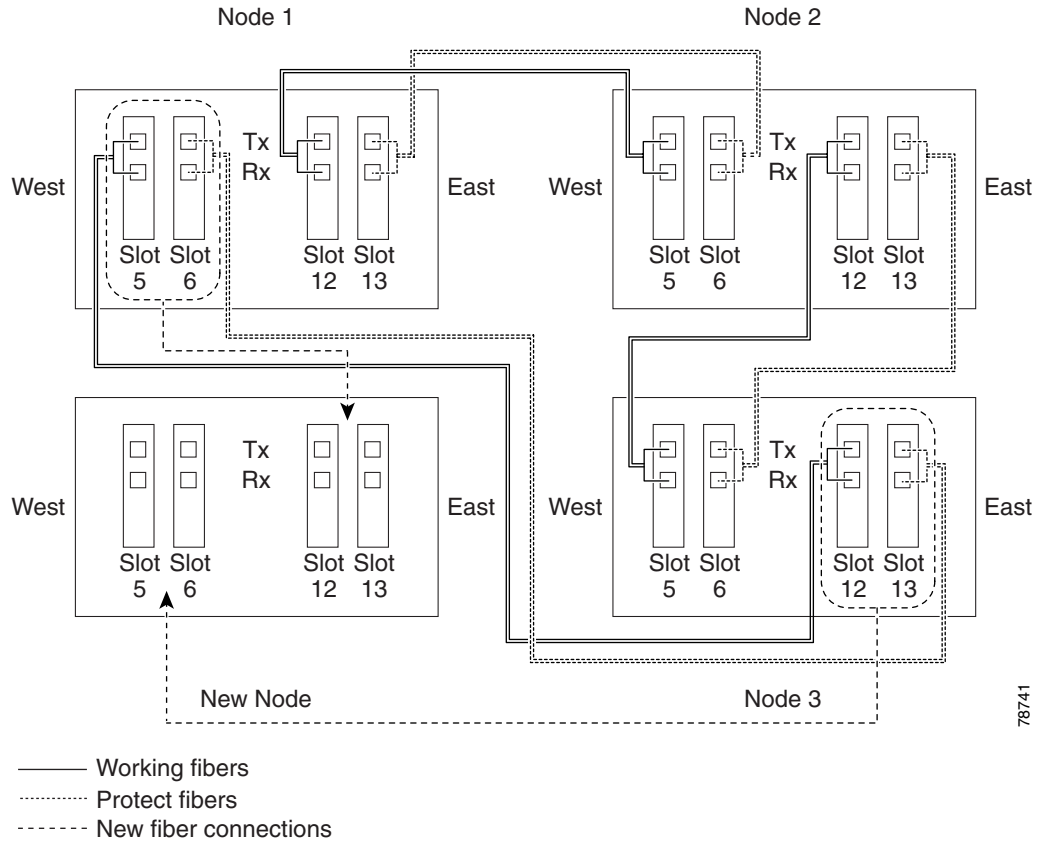 Node 1
Node 2
West
Tx
Rx
East
Slot 5
Slot 6
Slot 12
Slot 13
West
Tx
Rx
East
Slot 5
Slot 6
Slot 12
Slot 13
West
Tx
Rx
East
Slot 5
Slot 6
Slot 12
Slot 13
West
Tx
Rx
East
Slot 5
Slot 6
Slot 12
Slot 13
New Node
Node 3
78741
Working fibers
Protect fibers
New fiber connections